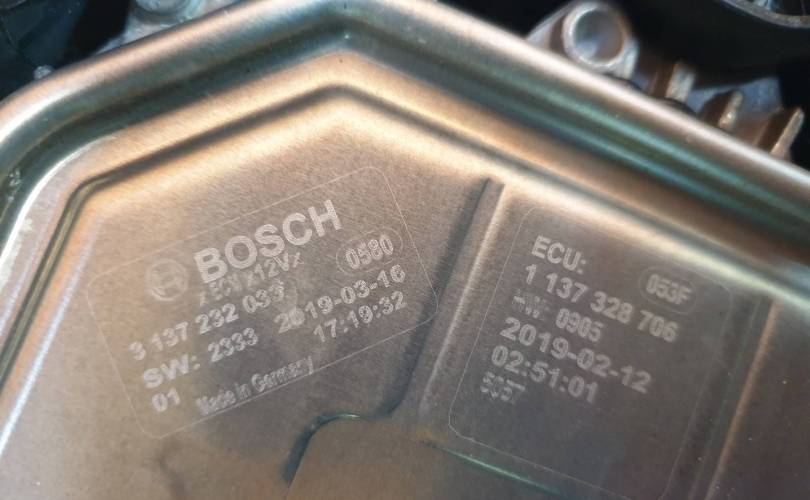 BOSCH
0580
3 137 232 033
SW: 2333 2019-03-16
01 17:19:32
Made in Germany
ECU: 053F
1 137 328 706
HW: 0905
2019-02-12
02:51:01
5057